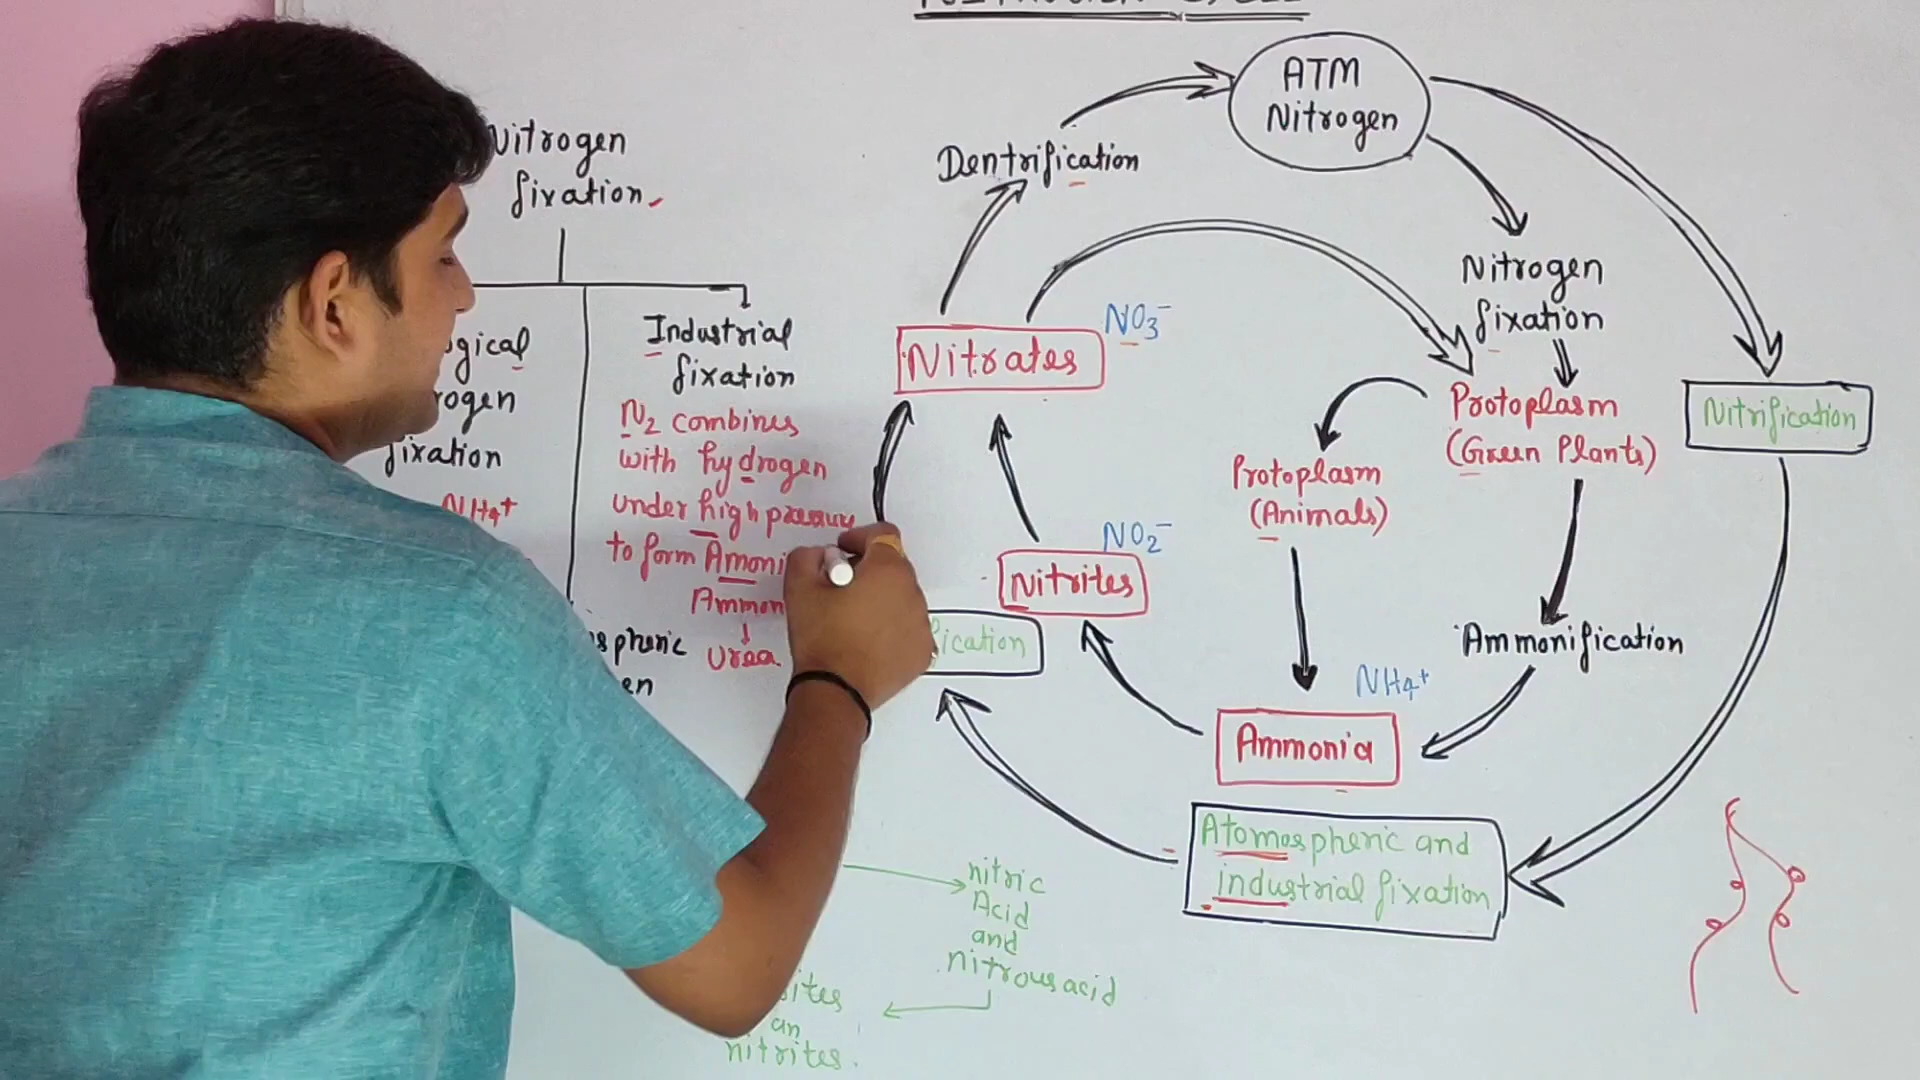 Nitrogen
fixation
fixation
NH4+
Industrial
fixation
N2 combines
with hydrogen
under high pressure
to form
Urea
ATM
Nitrogen
Dentrification
Nitrogen
fixation
Nitrates
NO3⁻
Protoplasm
(Green Plants)
Nitrification
Protoplasm
(Animals)
NO2⁻
Nitrites
Ammonification
NH4+
Ammonia
Atomospheric and
industrial fixation
nitric
Acid
and
nitrous acid
an
nitrites.